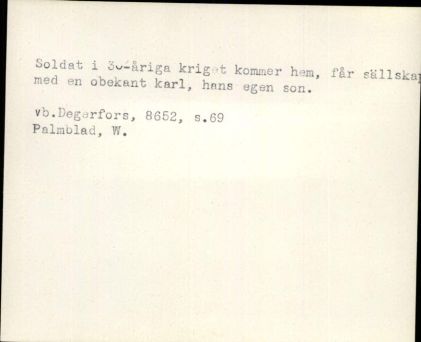 Soldat i 30-åriga kriget kommer hem, får sällskap
med en obekant karl, hans egen son.
vb.Degerfors, 8652, s.69
Palmblad, W.